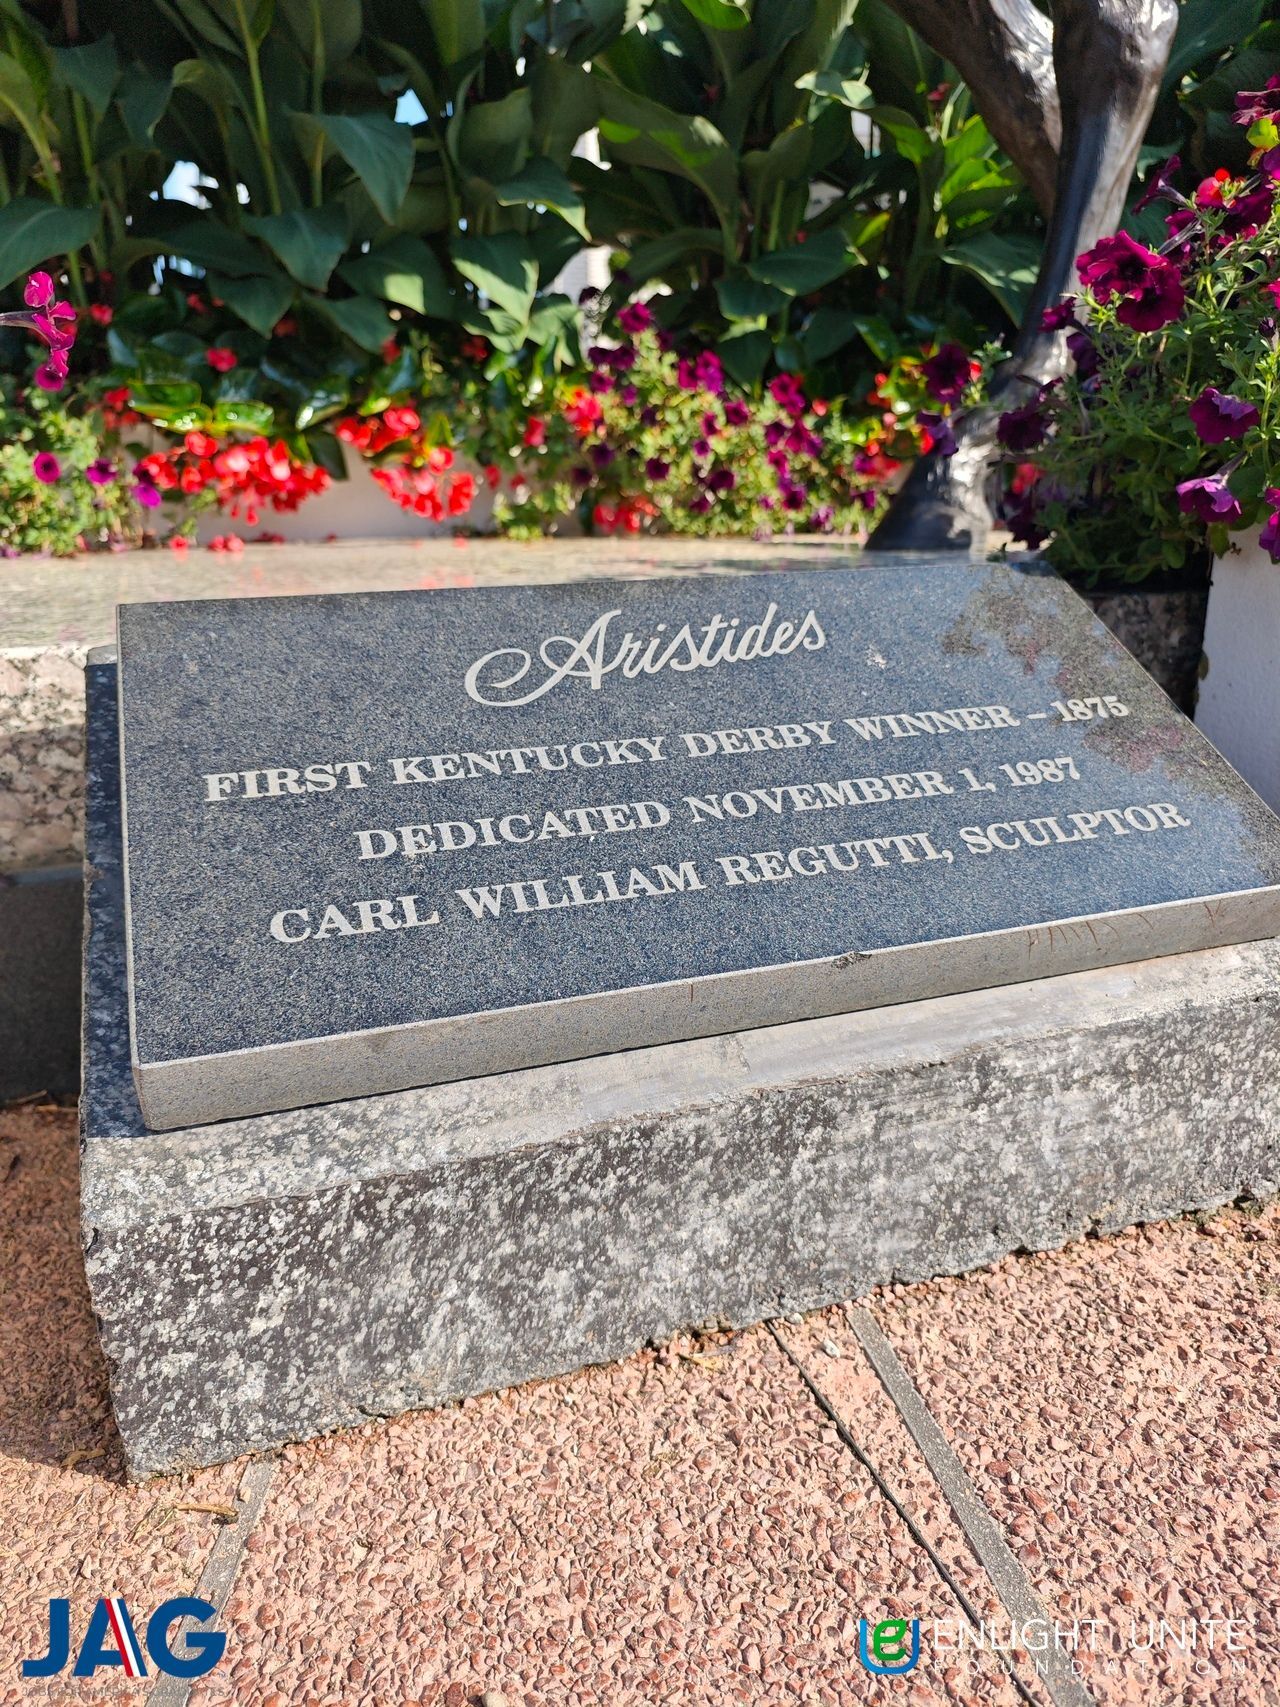 Aristides
FIRST KENTUCKY DERBY WINNER – 1875
DEDICATED NOVEMBER 1, 1987
CARL WILLIAM REGUTTI, SCULPTOR
JAG
ENLIGHT UNITE
FOUNDATION